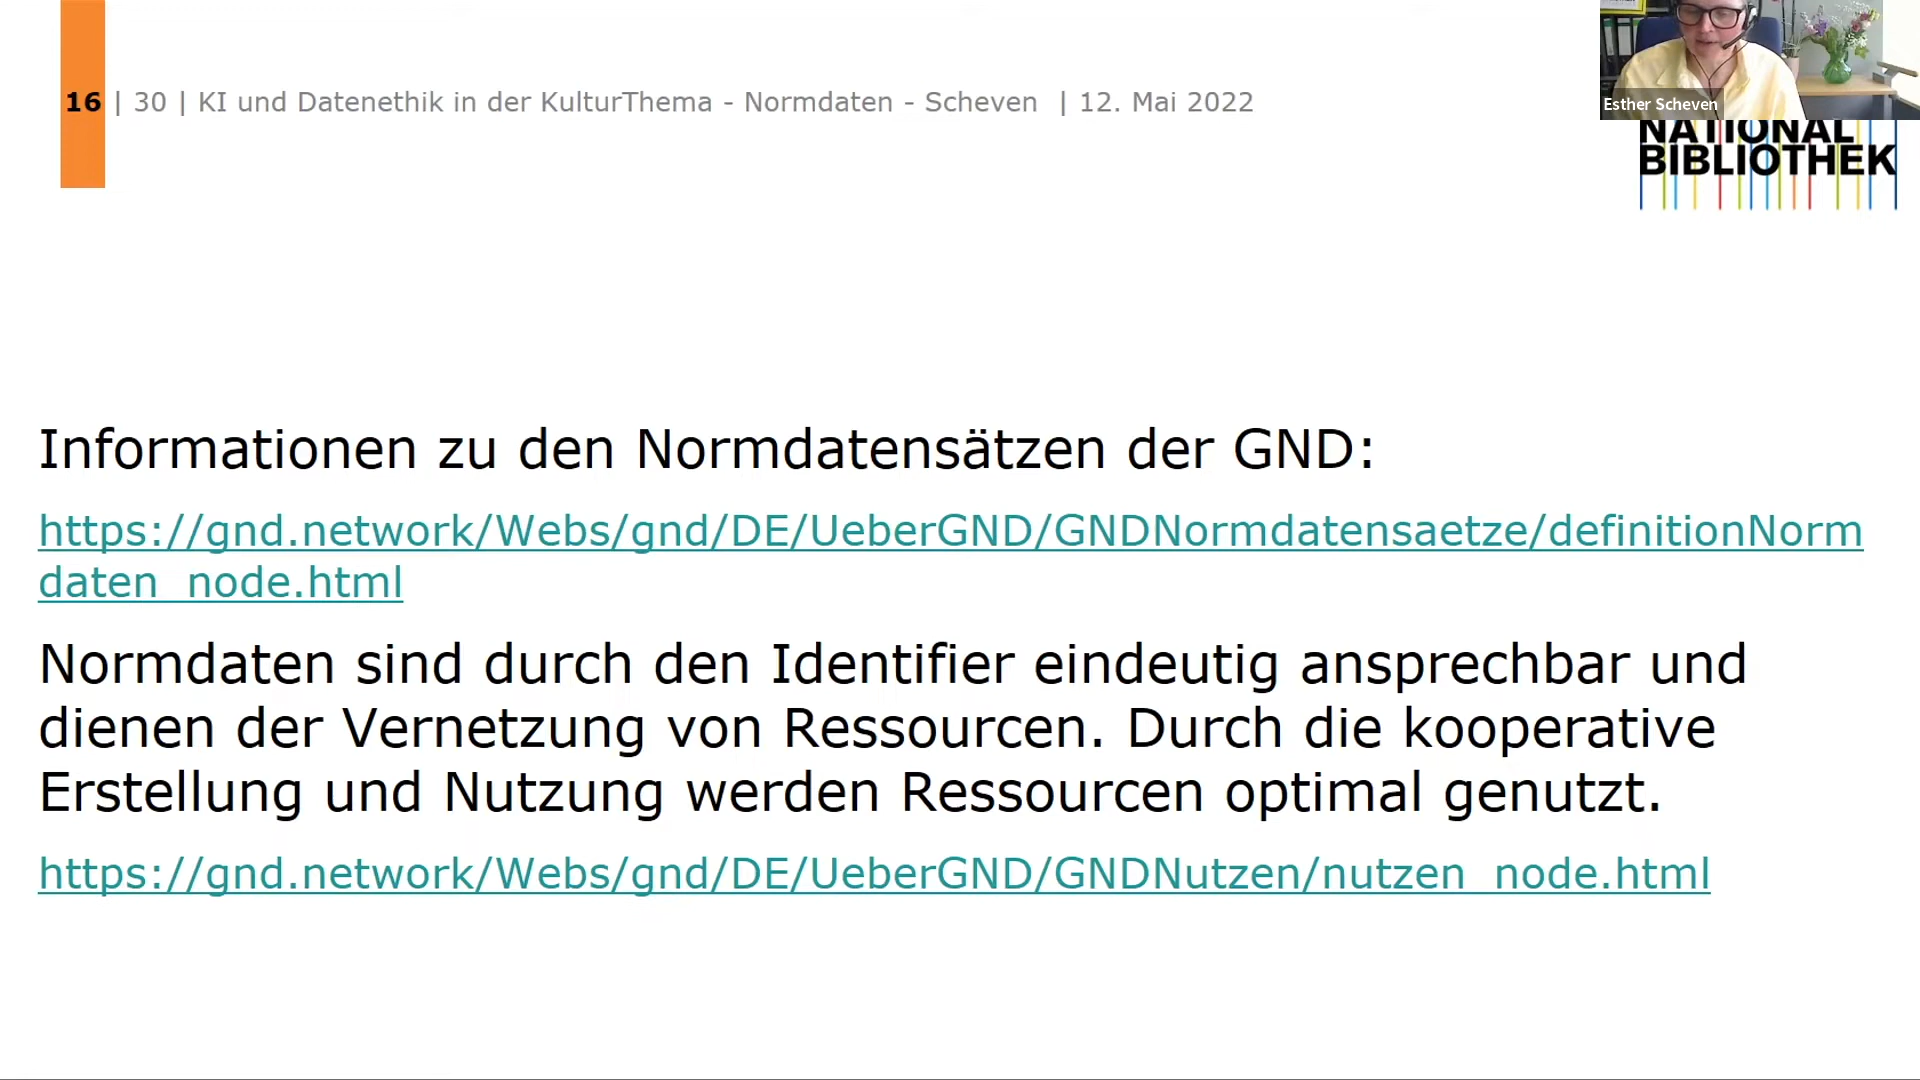 16 | 30 | KI und Datenethik in der KulturThema - Normdaten - Scheven | 12. Mai 2022
Esther Scheven
NATIONAL
BIBLIOTHEK
Informationen zu den Normdatensätzen der GND:
https://gnd.network/Webs/gnd/DE/UeberGND/GNDNormdatensaetze/definitionNorm
daten_node.html
Normdaten sind durch den Identifier eindeutig ansprechbar und
dienen der Vernetzung von Ressourcen. Durch die kooperative
Erstellung und Nutzung werden Ressourcen optimal genutzt.
https://gnd.network/Webs/gnd/DE/UeberGND/GNDNutzen/nutzen_node.html